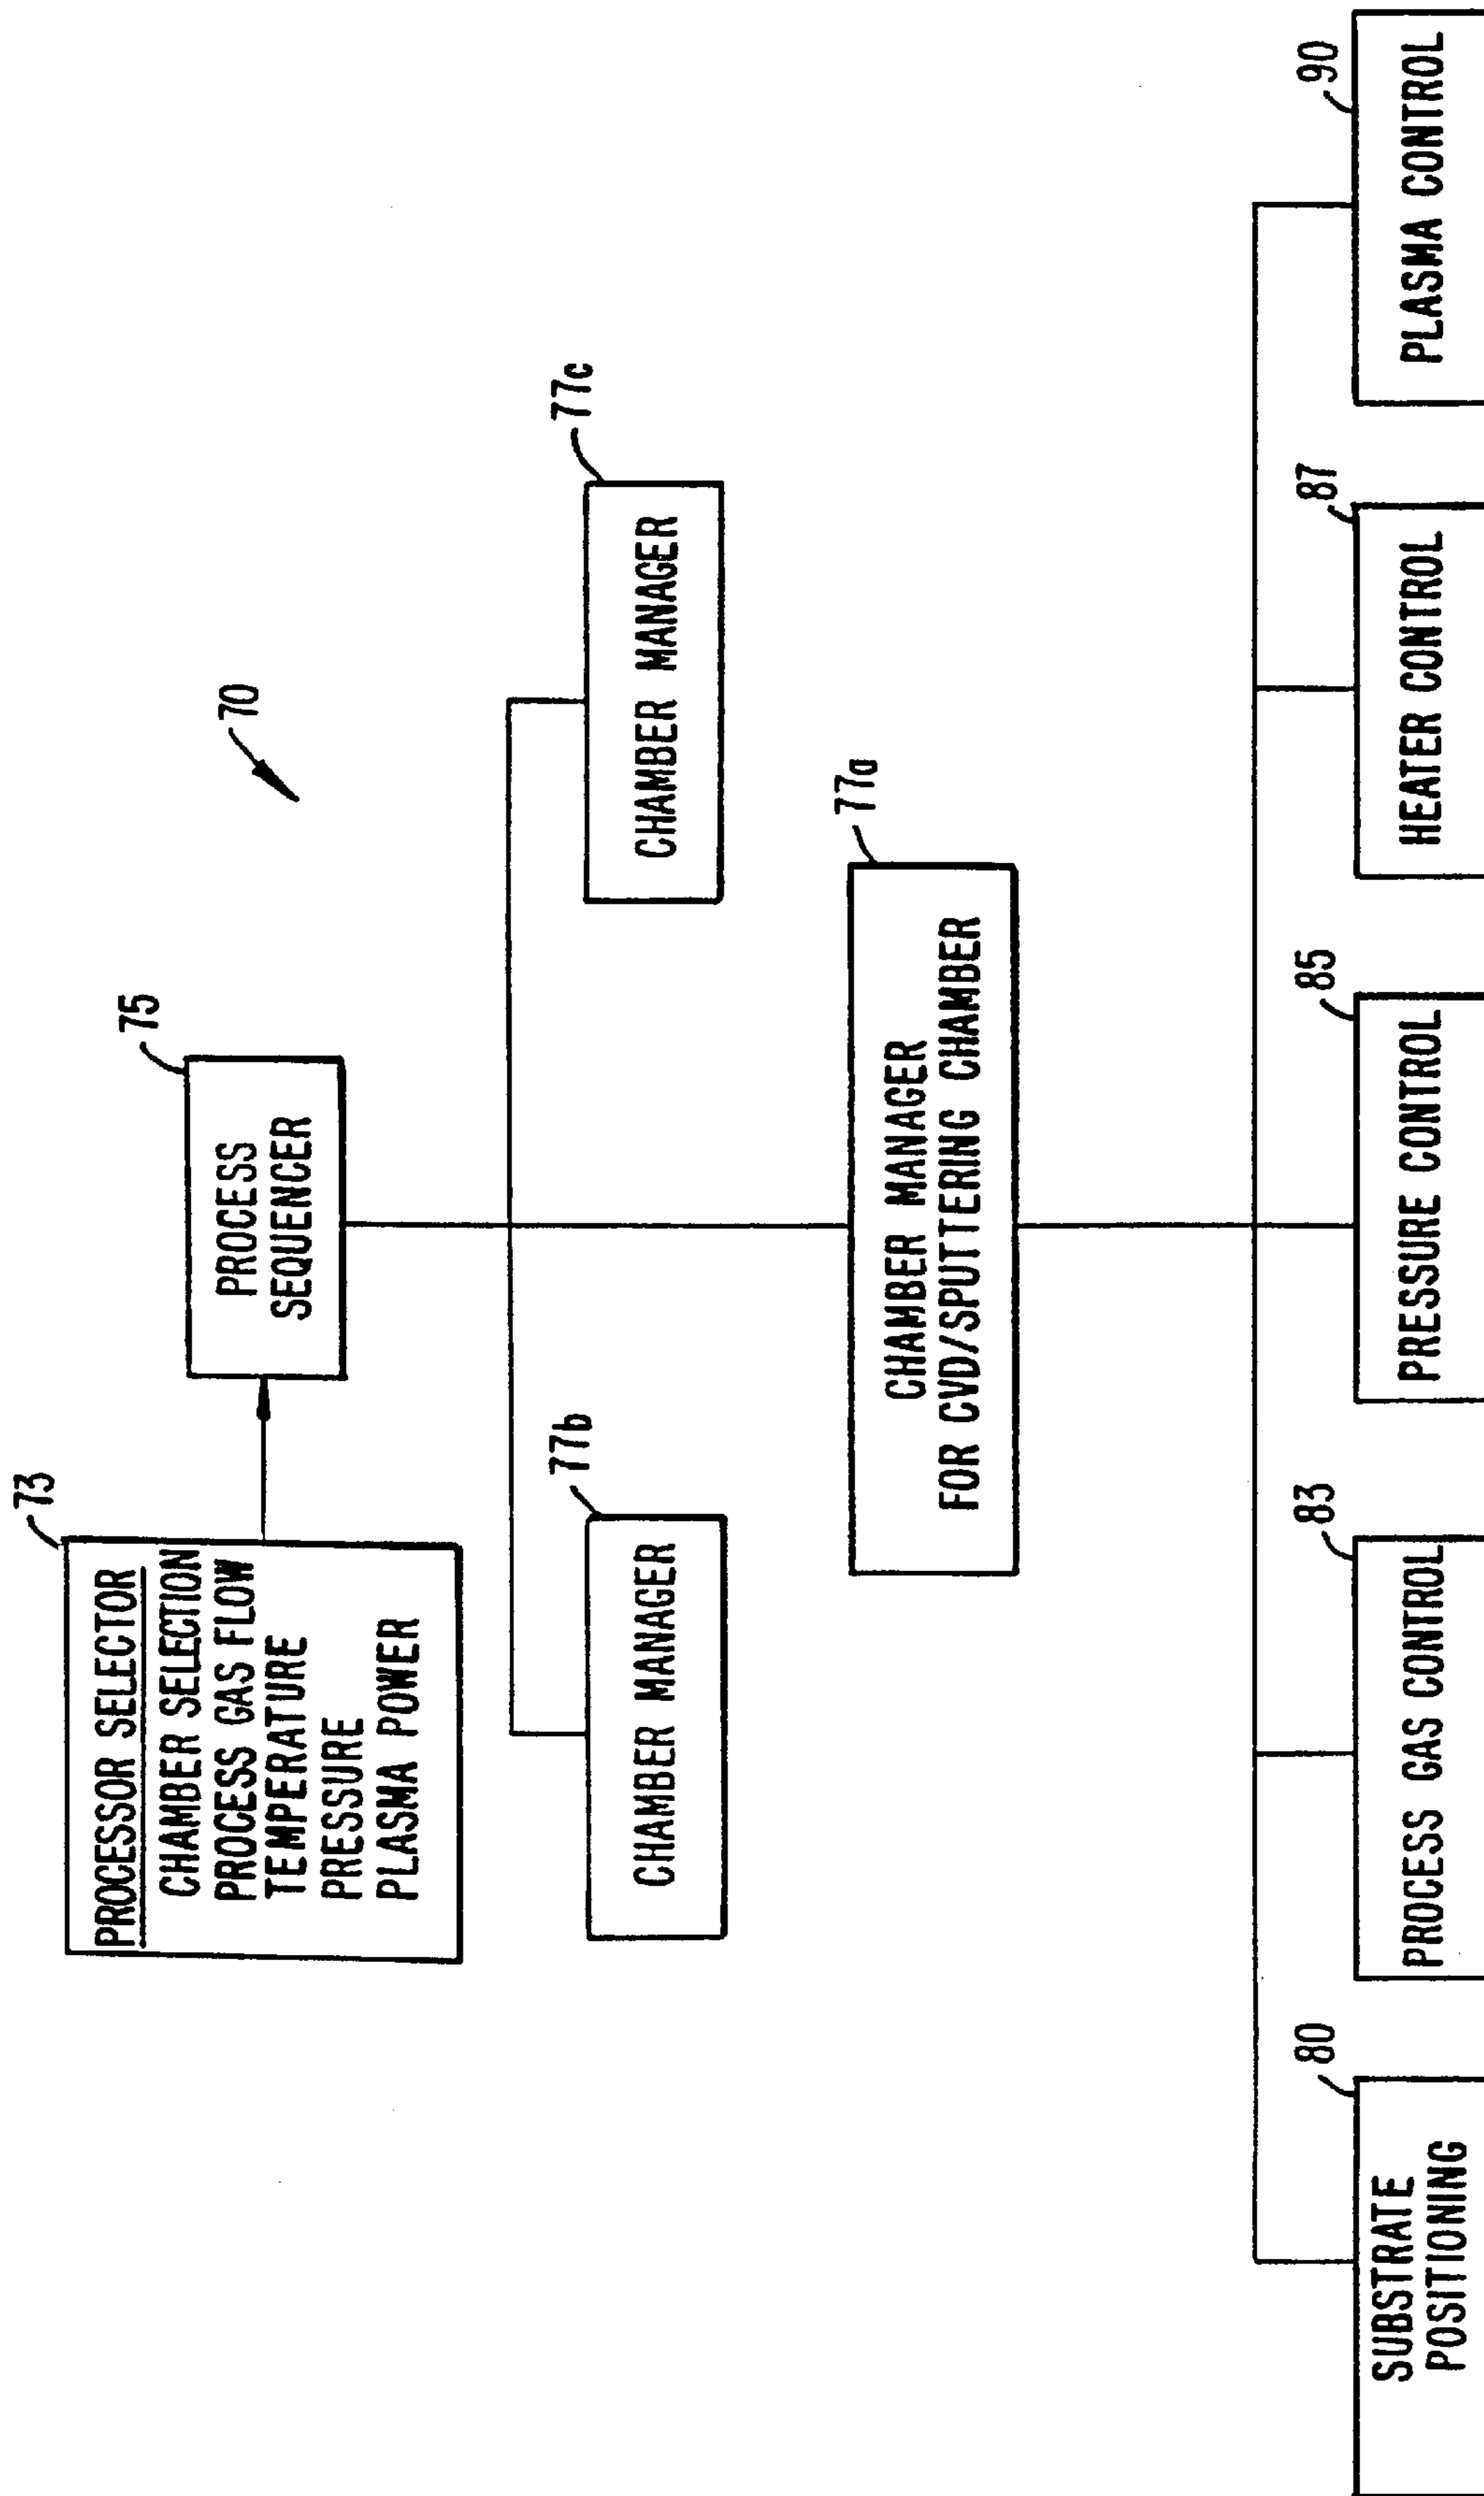 70
73
PROCESSOR SELECTOR
CHAMBER SELECTION
PROCESS GAS FLOW
TEMPERATURE
PRESSURE
PLASMA POWER
75
PROCESS
SEQUENCER
77b
CHAMBER MANAGER
77c
CHAMBER MANAGER
77a
CHAMBER MANAGER
FOR CVD/SPUTTERING CHAMBER
80
SUBSTRATE
POSITIONING
83
PROCESS GAS CONTROL
85
PRESSURE CONTROL
87
HEATER CONTROL
90
PLASMA CONTROL